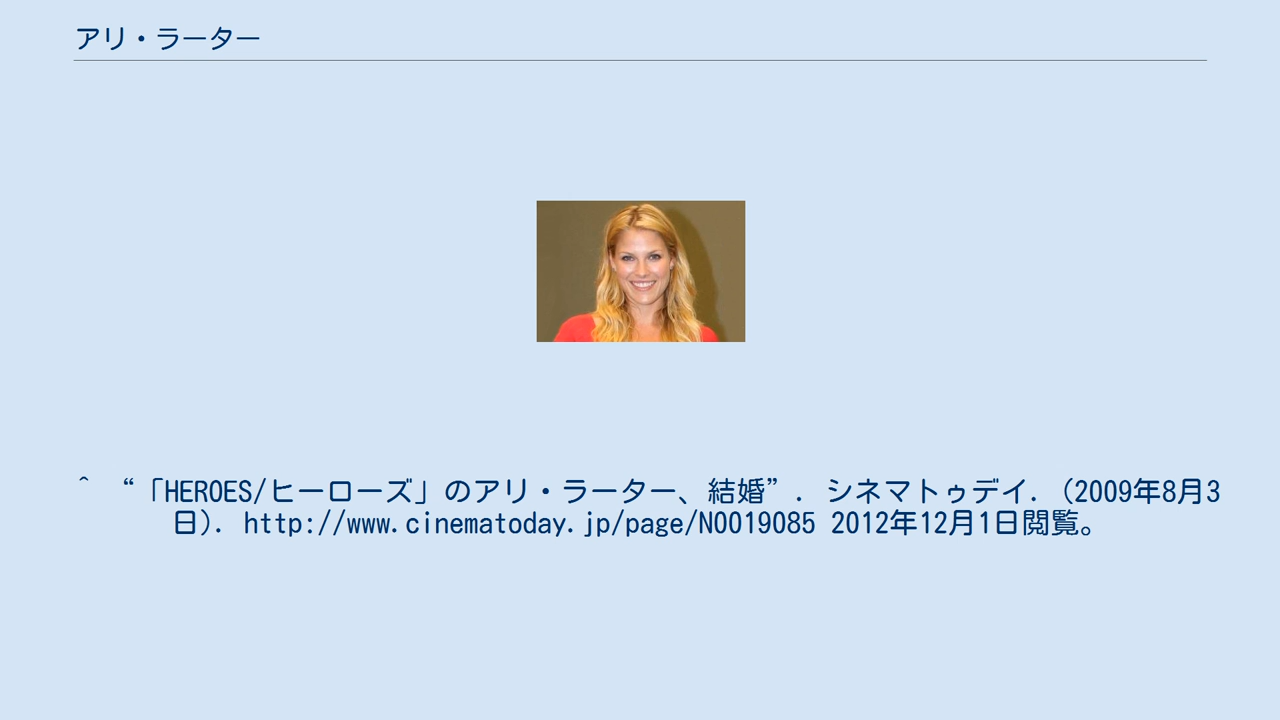 アリ・ラーター
^ “「HEROES/ヒーローズ」のアリ・ラーター、結婚”. シネマトゥデイ. (2009年8月3
日). http://www.cinematoday.jp/page/N0019085 2012年12月1日閲覧。